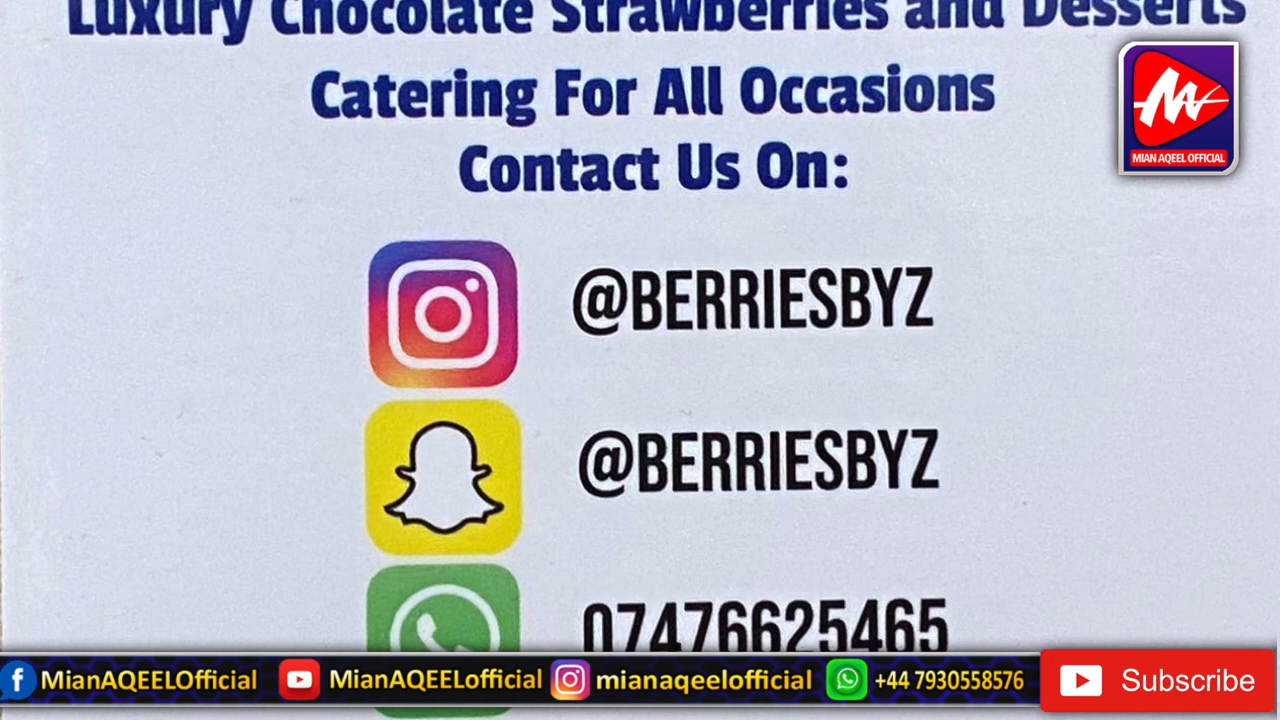 Luxury Chocolate Strawberries and Desserts
Catering For All Occasions
Contact Us On:
@BERRIESBYZ
@BERRIESBYZ
07476625465
MIAN AQEEL OFFICIAL
MianAQEELOfficial MianAQEELofficial mianaqeelofficial +44 7930558576 Subscribe